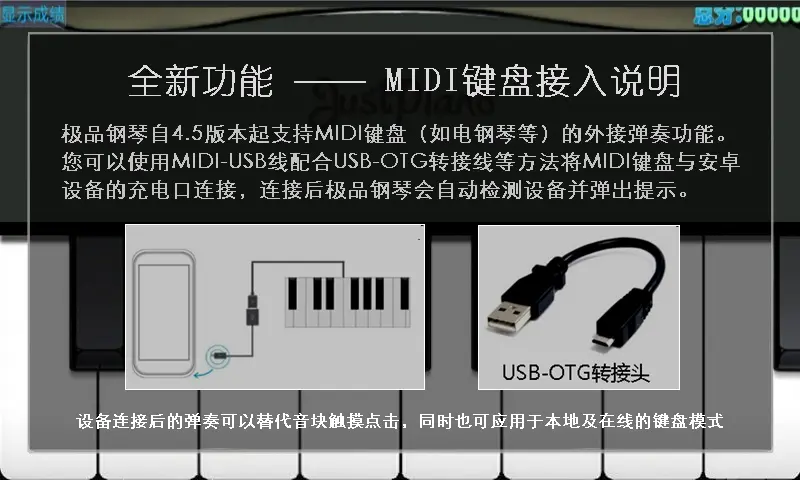 显示成绩
总分:00000
全新功能 —— MIDI键盘接入说明
JustPiano
极品钢琴自4.5版本起支持MIDI键盘（如电钢琴等）的外接弹奏功能。
您可以使用MIDI-USB线配合USB-OTG转接线等方法将MIDI键盘与安卓
设备的充电口连接，连接后极品钢琴会自动检测设备并弹出提示。
USB-OTG转接头
设备连接后的弹奏可以替代音块触摸点击，同时也可应用于本地及在线的键盘模式